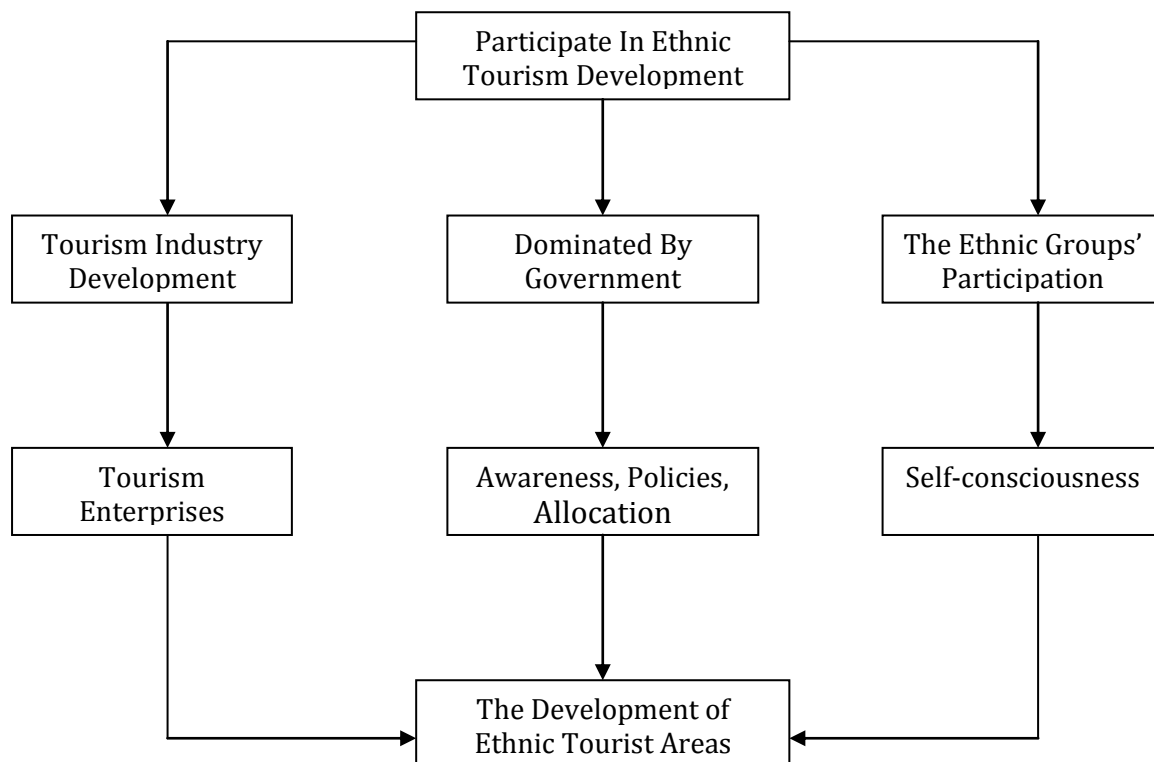 Participate In Ethnic
Tourism Development
Tourism Industry
Development
Dominated By
Government
The Ethnic Groups’
Participation
Tourism
Enterprises
Awareness, Policies,
Allocation
Self-consciousness
The Development of
Ethnic Tourist Areas